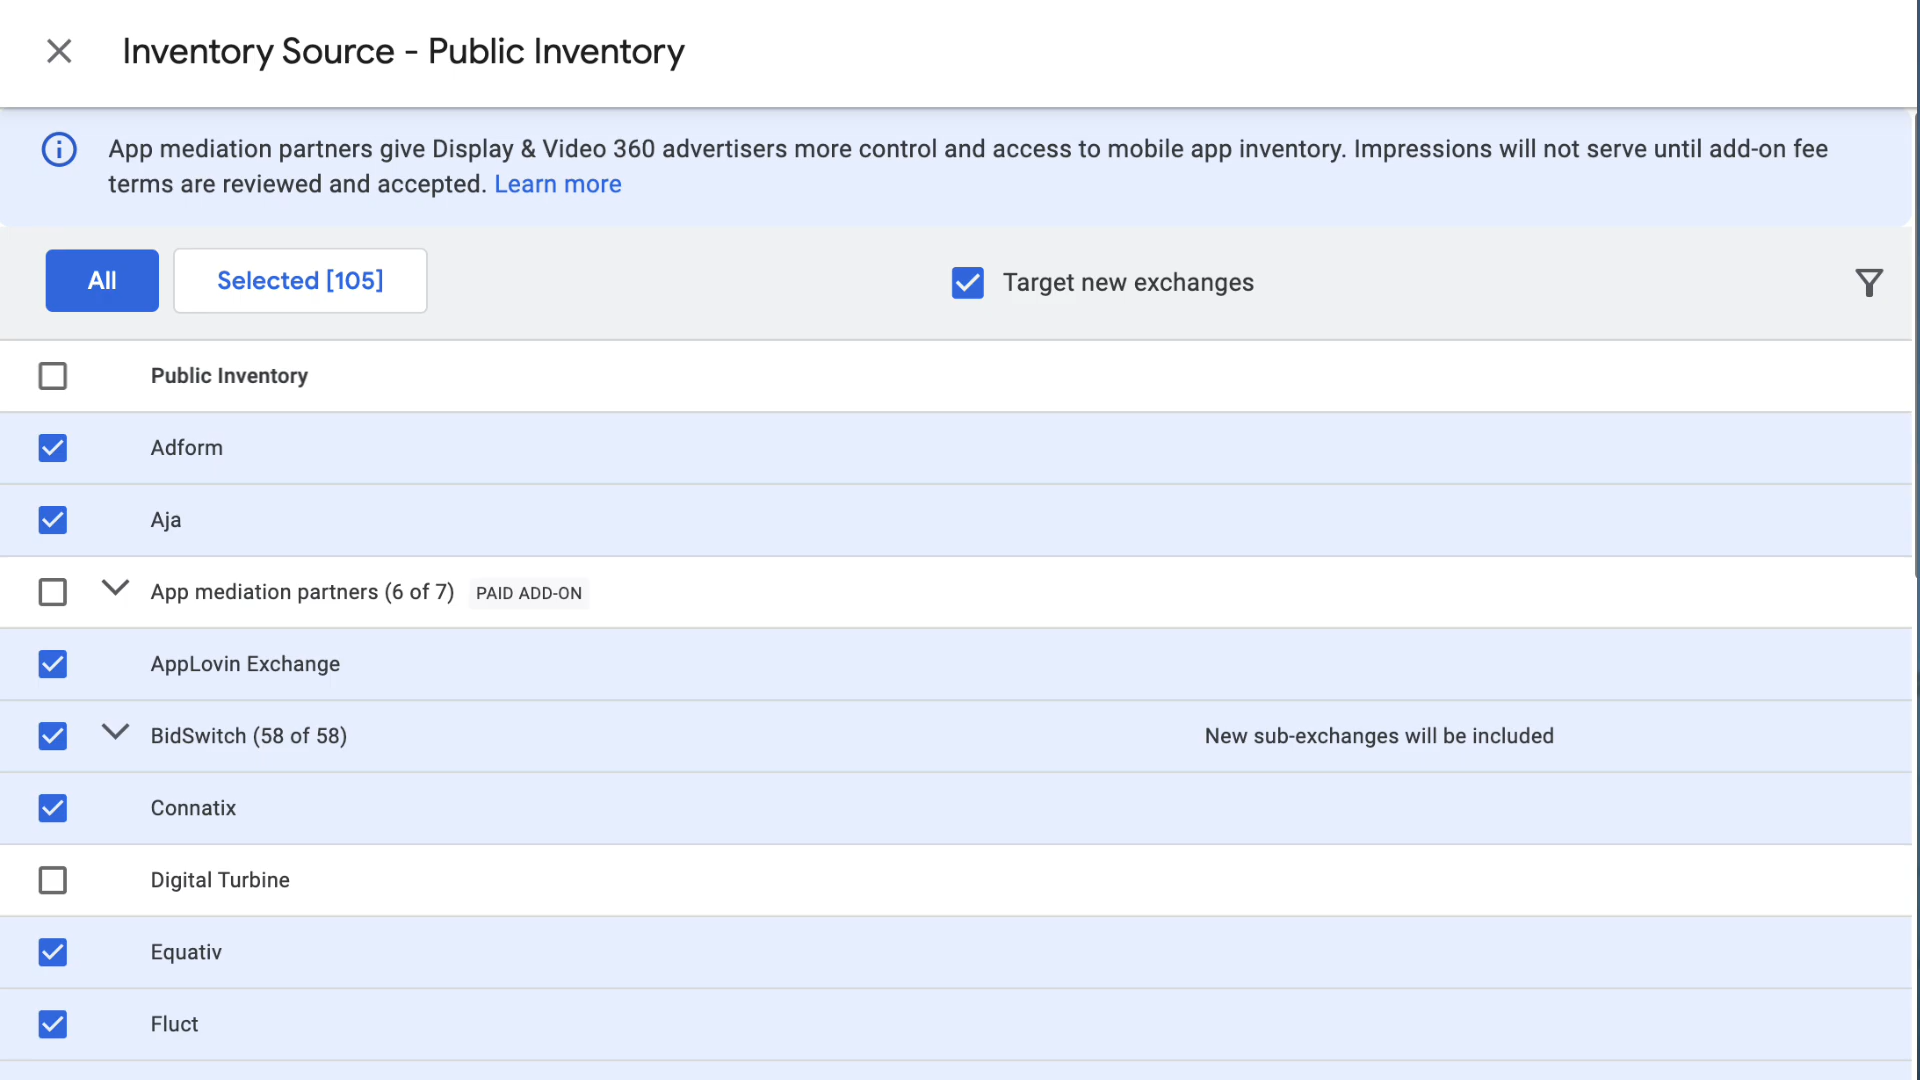 Inventory Source - Public Inventory
App mediation partners give Display & Video 360 advertisers more control and access to mobile app inventory. Impressions will not serve until add-on fee
terms are reviewed and accepted. Learn more
All
Selected [105]
Target new exchanges
Public Inventory
Adform
Aja
App mediation partners (6 of 7) PAID ADD-ON
AppLovin Exchange
BidSwitch (58 of 58) New sub-exchanges will be included
Connatix
Digital Turbine
Equativ
Fluct